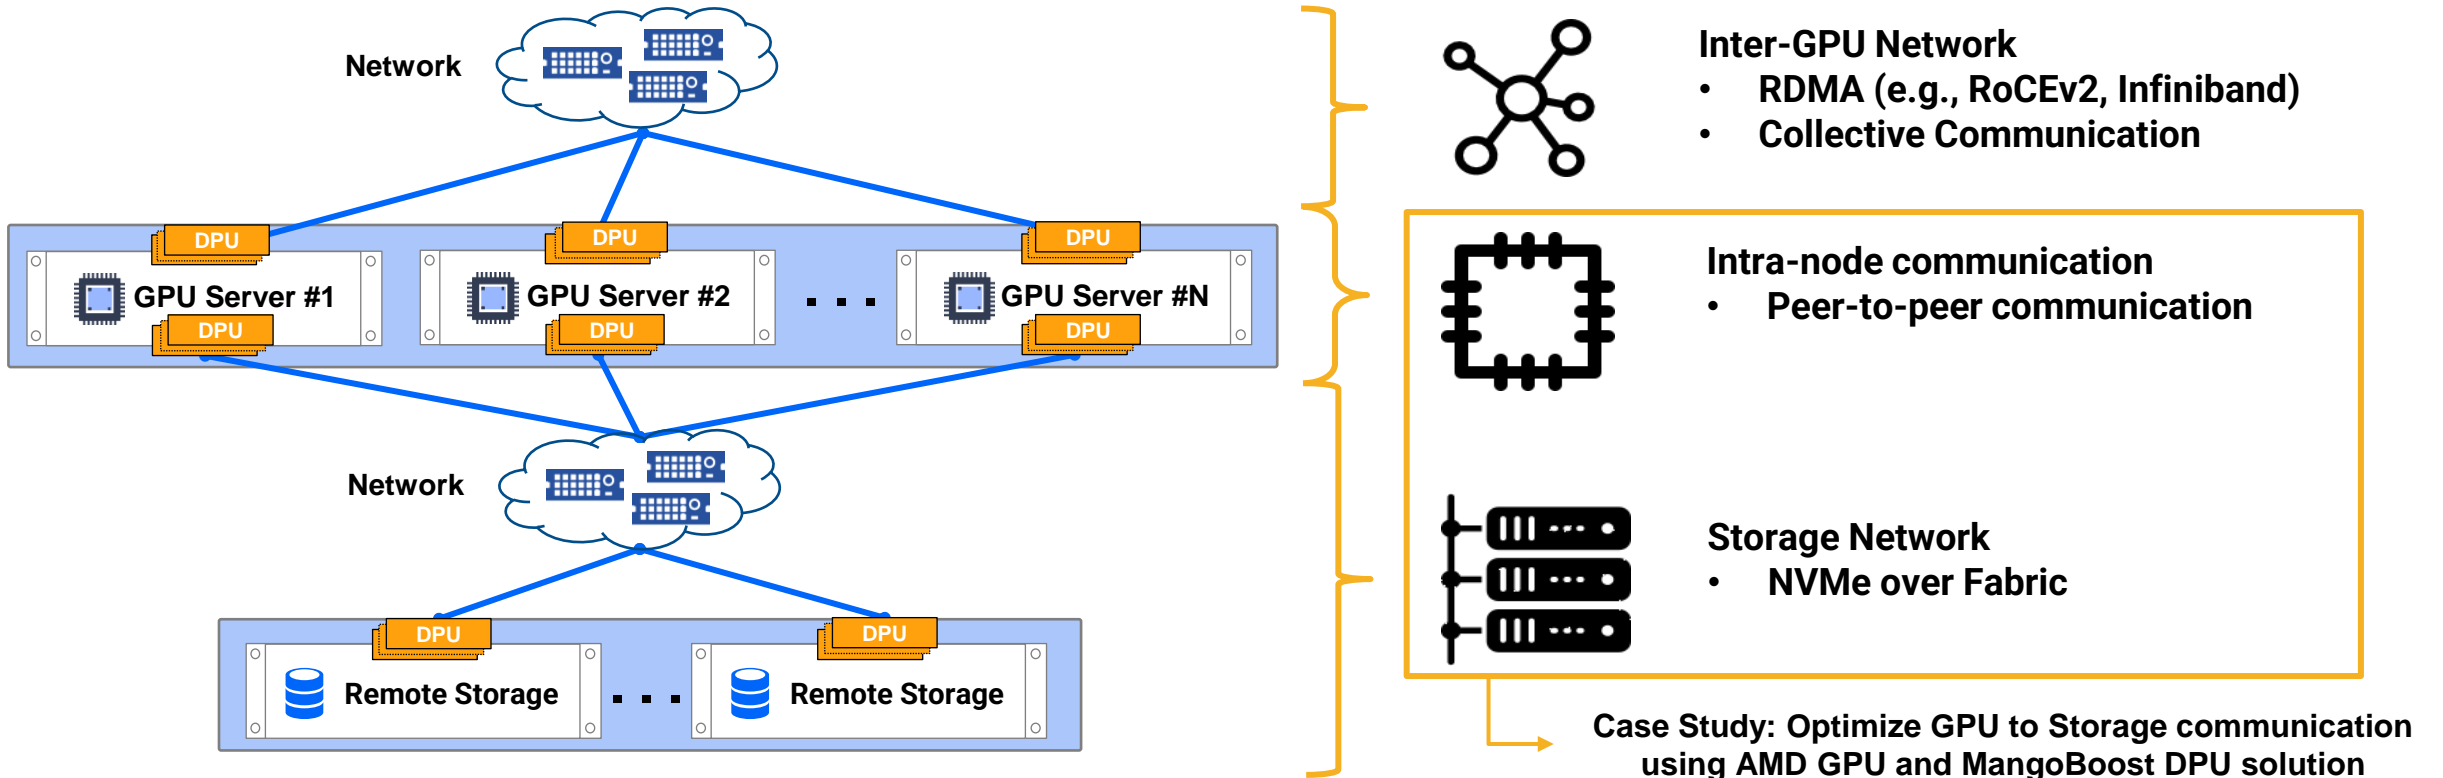 Network
DPU
DPU
DPU
GPU Server #1
GPU Server #2
. . .
GPU Server #N
DPU
DPU
DPU
Network
DPU
DPU
Remote Storage
. . .
Remote Storage
Inter-GPU Network
• RDMA (e.g., RoCEv2, Infiniband)
• Collective Communication
Intra-node communication
• Peer-to-peer communication
Storage Network
• NVMe over Fabric
Case Study: Optimize GPU to Storage communication
using AMD GPU and MangoBoost DPU solution